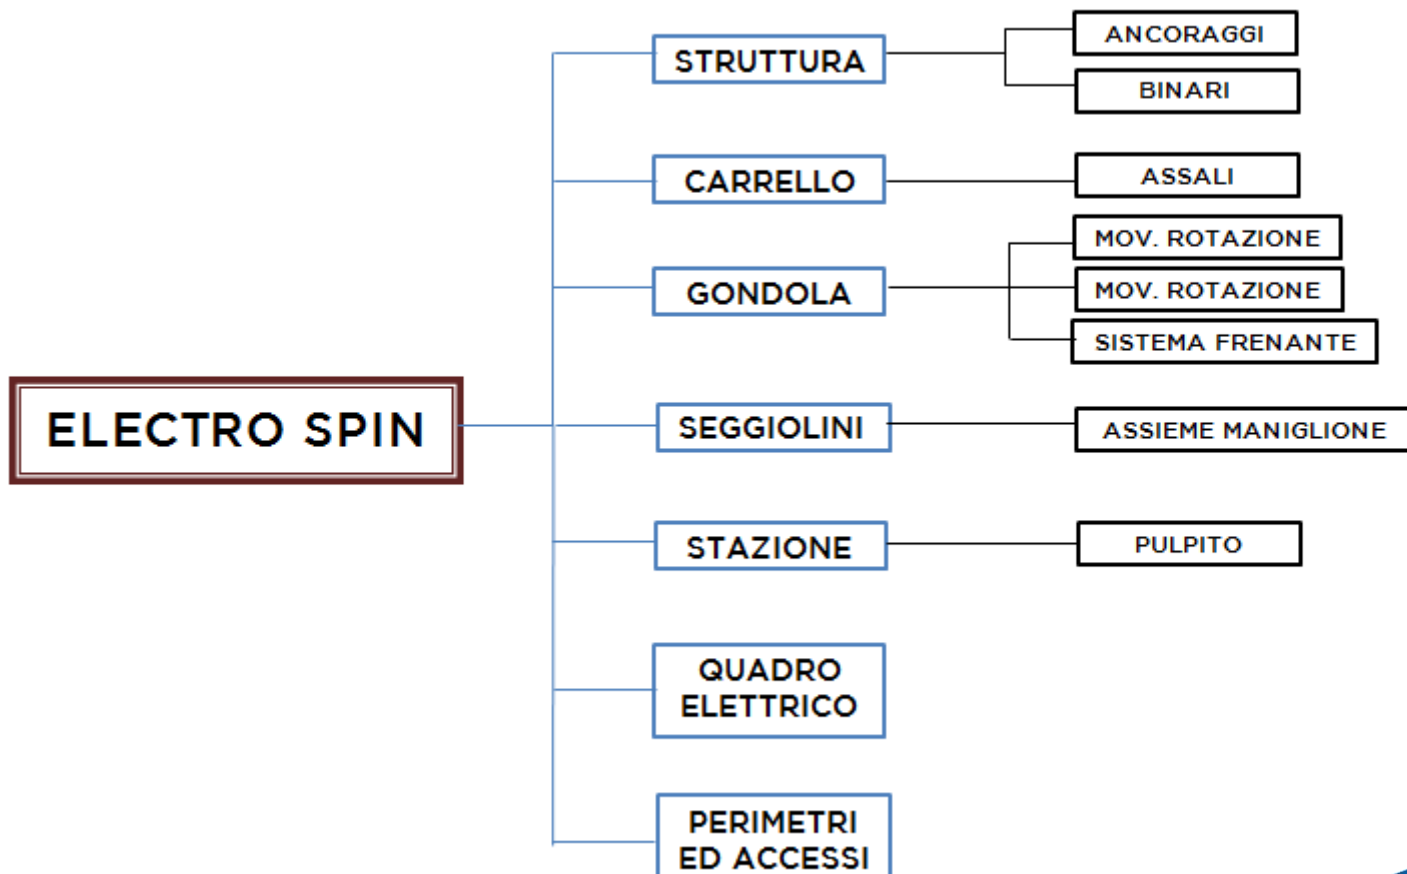 ELECTRO SPIN
STRUTTURA
ANCORAGGI
BINARI
CARRELLO
ASSALI
GONDOLA
MOV. ROTAZIONE
MOV. ROTAZIONE
SISTEMA FRENANTE
SEGGIOLINI
ASSIEME MANIGLIONE
STAZIONE
PULPITO
QUADRO
ELETTRICO
PERIMETRI
ED ACCESSI